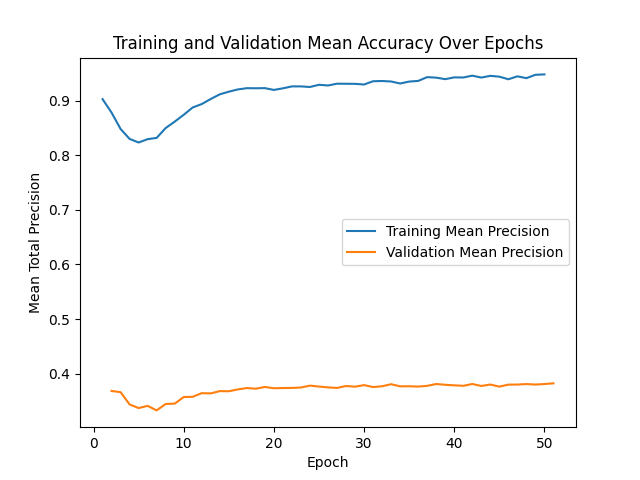 Training and Validation Mean Accuracy Over Epochs
Mean Total Precision
0.9
0.8
0.7
0.6
0.5
0.4
Training Mean Precision
Validation Mean Precision
0 10 20 30 40 50
Epoch